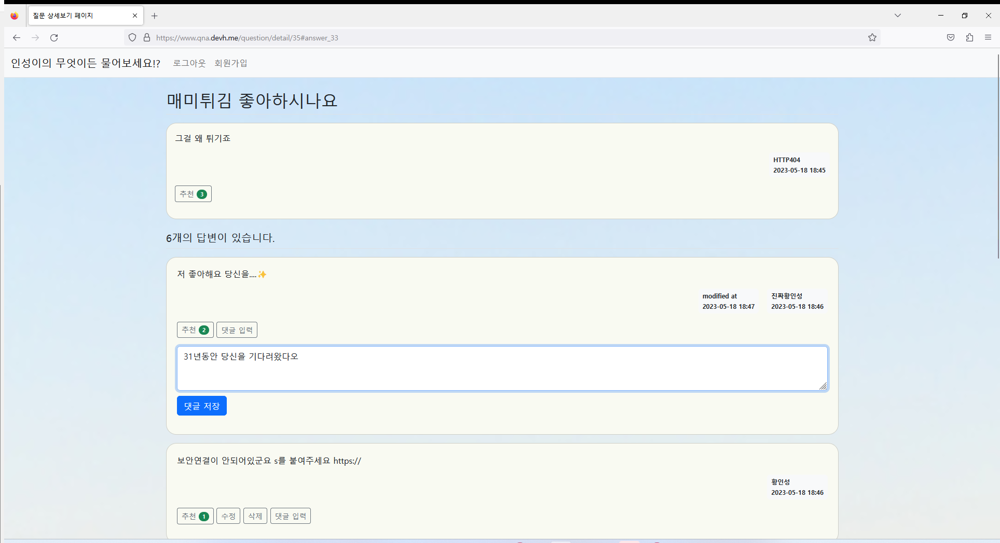 질문 상세보기 페이지
https://www.qna.devh.me/question/detail/35#answer_33
인성이의 무엇이든 물어보세요!? 로그아웃 회원가입
매미튀김 좋아하시나요
그걸 왜 튀기죠
HTTP404
2023-05-18 18:45
추천 3
6개의 답변이 있습니다.
저 좋아해요 당신을....✨
modified at
2023-05-18 18:47
진짜황인성
2023-05-18 18:46
추천 2 댓글 입력
31년동안 당신을 기다려왔다오
댓글 저장
보안연결이 안되어있군요 s를 붙여주세요 https://
황인성
2023-05-18 18:46
추천 1 수정 삭제 댓글 입력